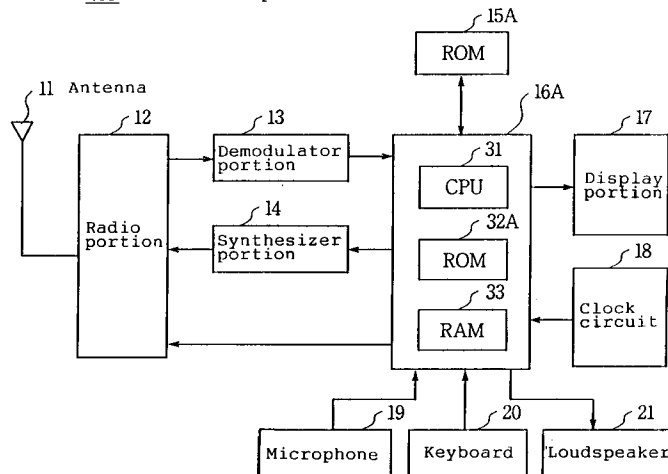 15A
ROM
11 Antenna
12
13
16A
17
Demodulator
portion
31
CPU
Display
portion
Radio
portion
14
Synthesizer
portion
32A
ROM
18
33
RAM
Clock
circuit
19
20
21
Microphone
Keyboard
Loudspeaker